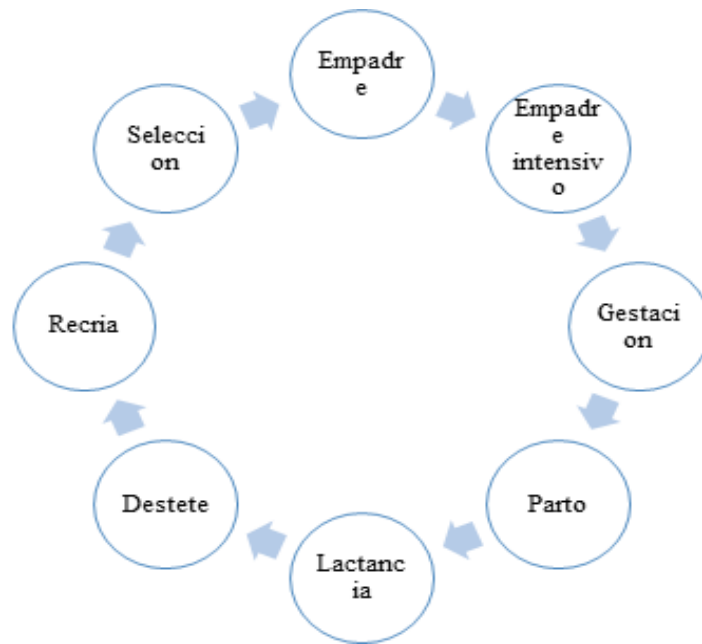 Empadr
e
Empadr
e
intensiv
o
Gestaci
on
Parto
Lactanc
ia
Destete
Recria
Selecci
on